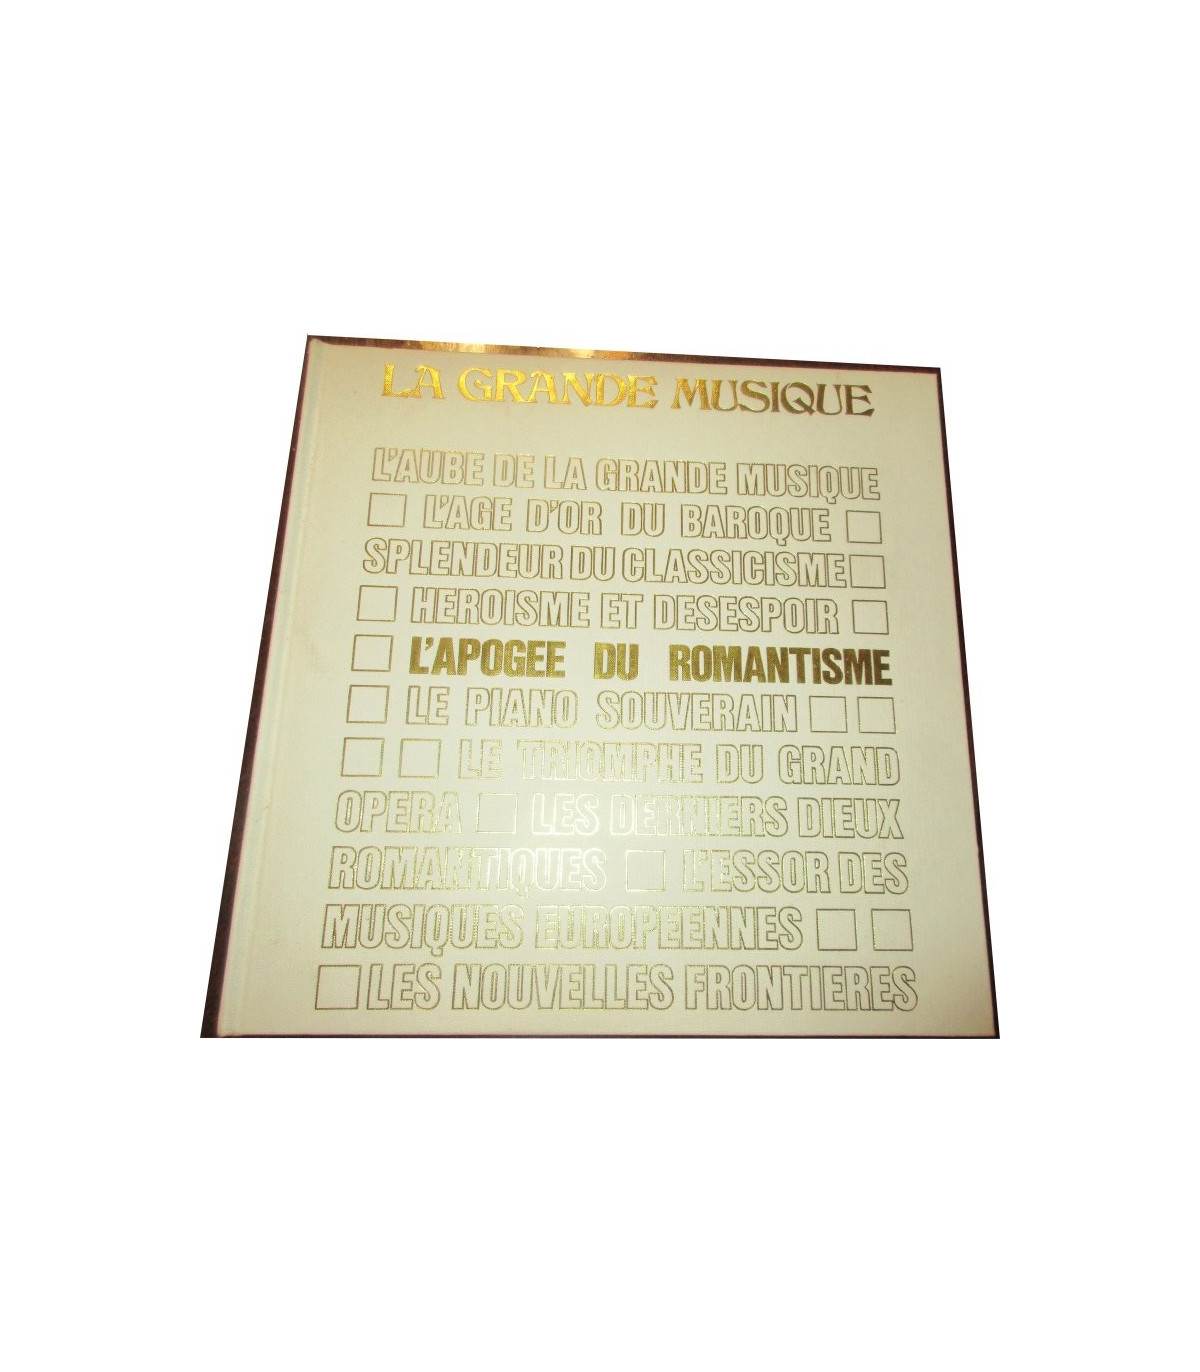 LA GRANDE MUSIQUE
L'AUBE DE LA GRANDE MUSIQUE
L'AGE D'OR DU BAROQUE
SPLENDEUR DU CLASSICISME
HEROISME ET DESESPOIR
L'APOGEE DU ROMANTISME
LE PIANO SOUVERAIN
LE TRIOMPHE DU GRAND
OPERA LES DERNIERS DIEUX
ROMANTIQUES L'ESSOR DES
MUSIQUES EUROPEENNES
LES NOUVELLES FRONTIERES